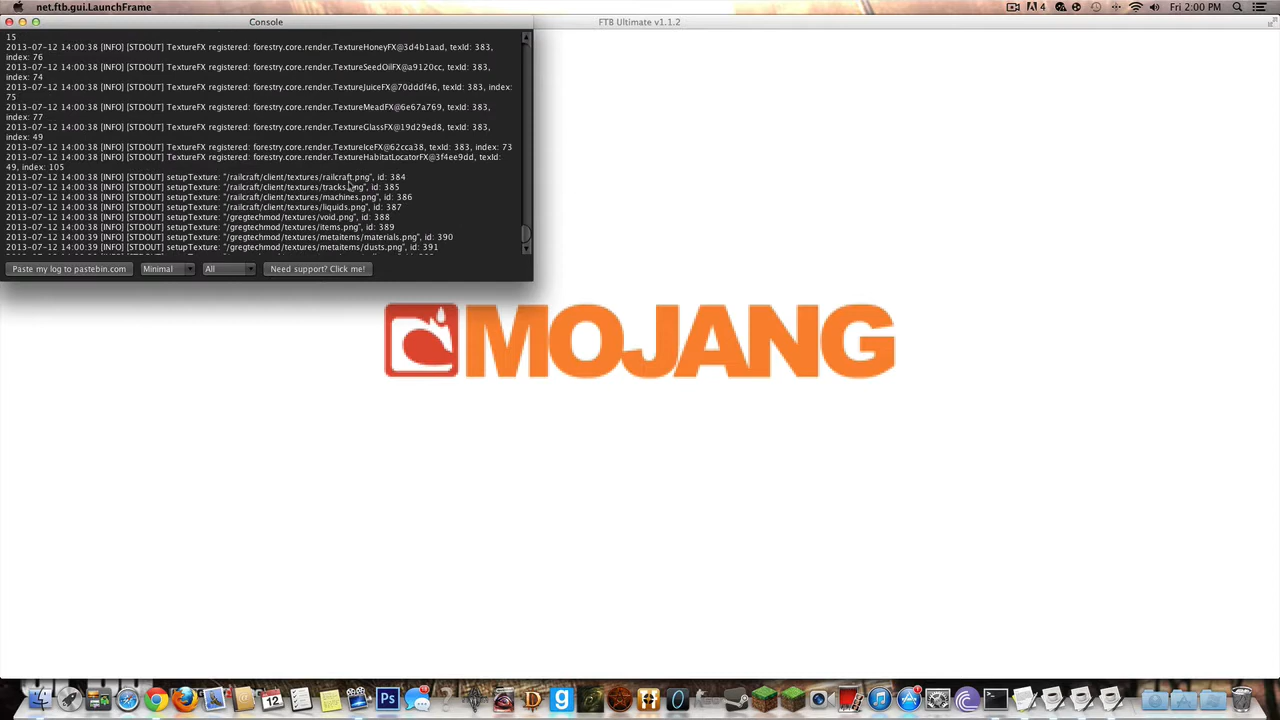 net.ftb.gui.LaunchFrame
4
Fri 2:00 PM
Console
FTB Ultimate v1.1.2
15
2013-07-12 14:00:38 [INFO] [STDOUT] TextureFX registered: forestry.core.render.TextureHoneyFX@3d4b1aad, texId: 383,
index: 76
2013-07-12 14:00:38 [INFO] [STDOUT] TextureFX registered: forestry.core.render.TextureSeedOilFX@a9120cc, texId: 383,
index: 74
2013-07-12 14:00:38 [INFO] [STDOUT] TextureFX registered: forestry.core.render.TextureJuiceFX@70dddf46, texId: 383, index:
75
2013-07-12 14:00:38 [INFO] [STDOUT] TextureFX registered: forestry.core.render.TextureMeadFX@6e67a769, texId: 383,
index: 77
2013-07-12 14:00:38 [INFO] [STDOUT] TextureFX registered: forestry.core.render.TextureGlassFX@19d29ed8, texId: 383,
index: 49
2013-07-12 14:00:38 [INFO] [STDOUT] TextureFX registered: forestry.core.render.TextureIceFX@62cca38, texId: 383, index: 73
2013-07-12 14:00:38 [INFO] [STDOUT] TextureFX registered: forestry.core.render.TextureHabitatLocatorFX@3f4ee9dd, texId:
49, index: 105
2013-07-12 14:00:38 [INFO] [STDOUT] setupTexture: "/railcraft/client/textures/railcraft.png", id: 384
2013-07-12 14:00:38 [INFO] [STDOUT] setupTexture: "/railcraft/client/textures/tracks.png", id: 385
2013-07-12 14:00:38 [INFO] [STDOUT] setupTexture: "/railcraft/client/textures/machines.png", id: 386
2013-07-12 14:00:38 [INFO] [STDOUT] setupTexture: "/railcraft/client/textures/liquids.png", id: 387
2013-07-12 14:00:38 [INFO] [STDOUT] setupTexture: "/gregtechmod/textures/void.png", id: 388
2013-07-12 14:00:38 [INFO] [STDOUT] setupTexture: "/gregtechmod/textures/items.png", id: 389
2013-07-12 14:00:39 [INFO] [STDOUT] setupTexture: "/gregtechmod/textures/metaitems/materials.png", id: 390
2013-07-12 14:00:39 [INFO] [STDOUT] setupTexture: "/gregtechmod/textures/metaitems/dusts.png", id: 391
Paste my log to pastebin.com
Minimal
All
Need support? Click me!
MOJANG
12
Ps